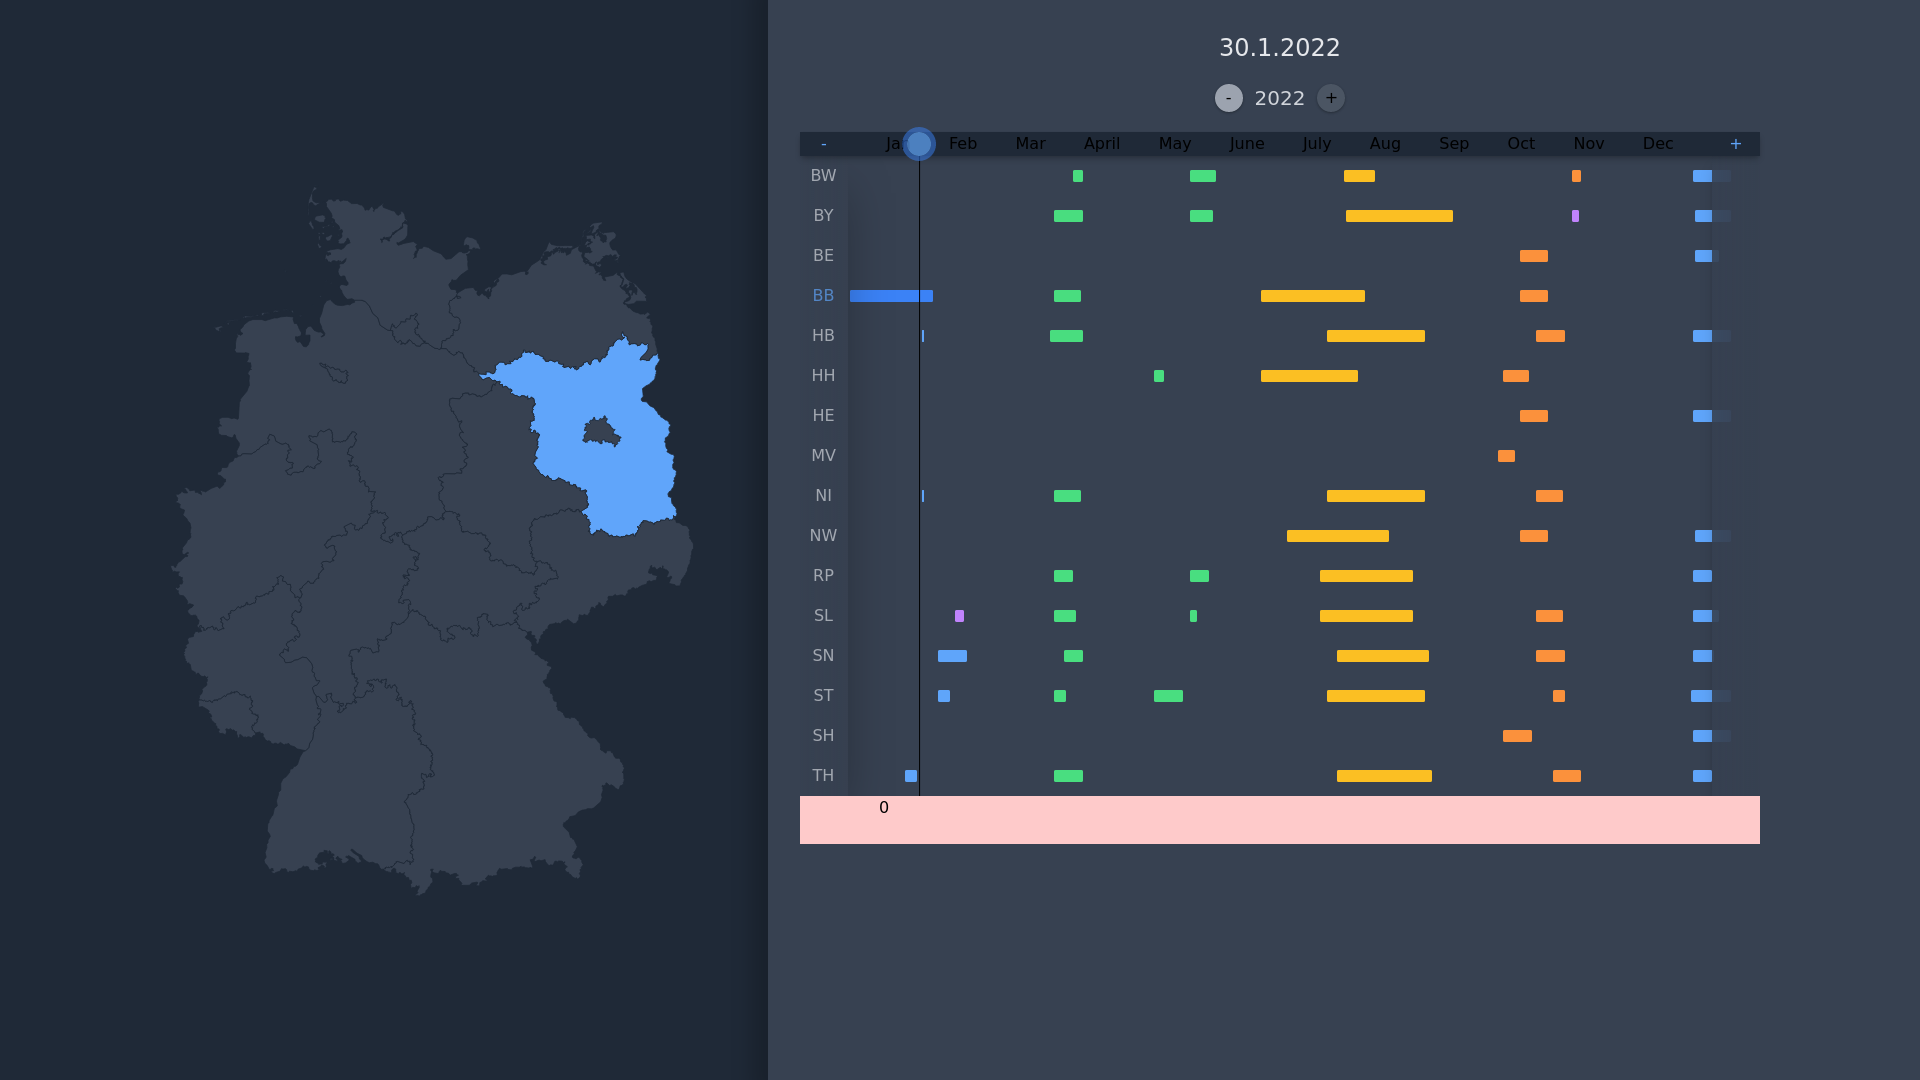 30.1.2022
- 2022 +
- Ja Feb Mar April May June July Aug Sep Oct Nov Dec +
BW
BY
BE
BB
HB
HH
HE
MV
NI
NW
RP
SL
SN
ST
SH
TH
0